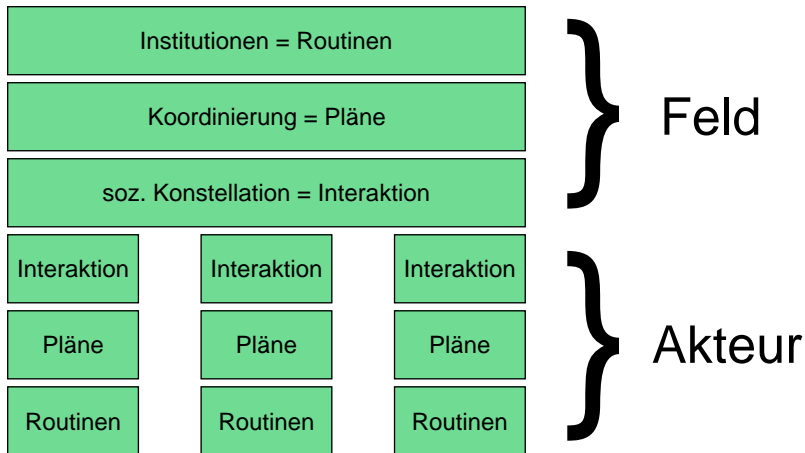 Institutionen = Routinen
Koordinierung = Pläne
soz. Konstellation = Interaktion
Feld
Interaktion Interaktion Interaktion
Pläne Pläne Pläne
Routinen Routinen Routinen
Akteur